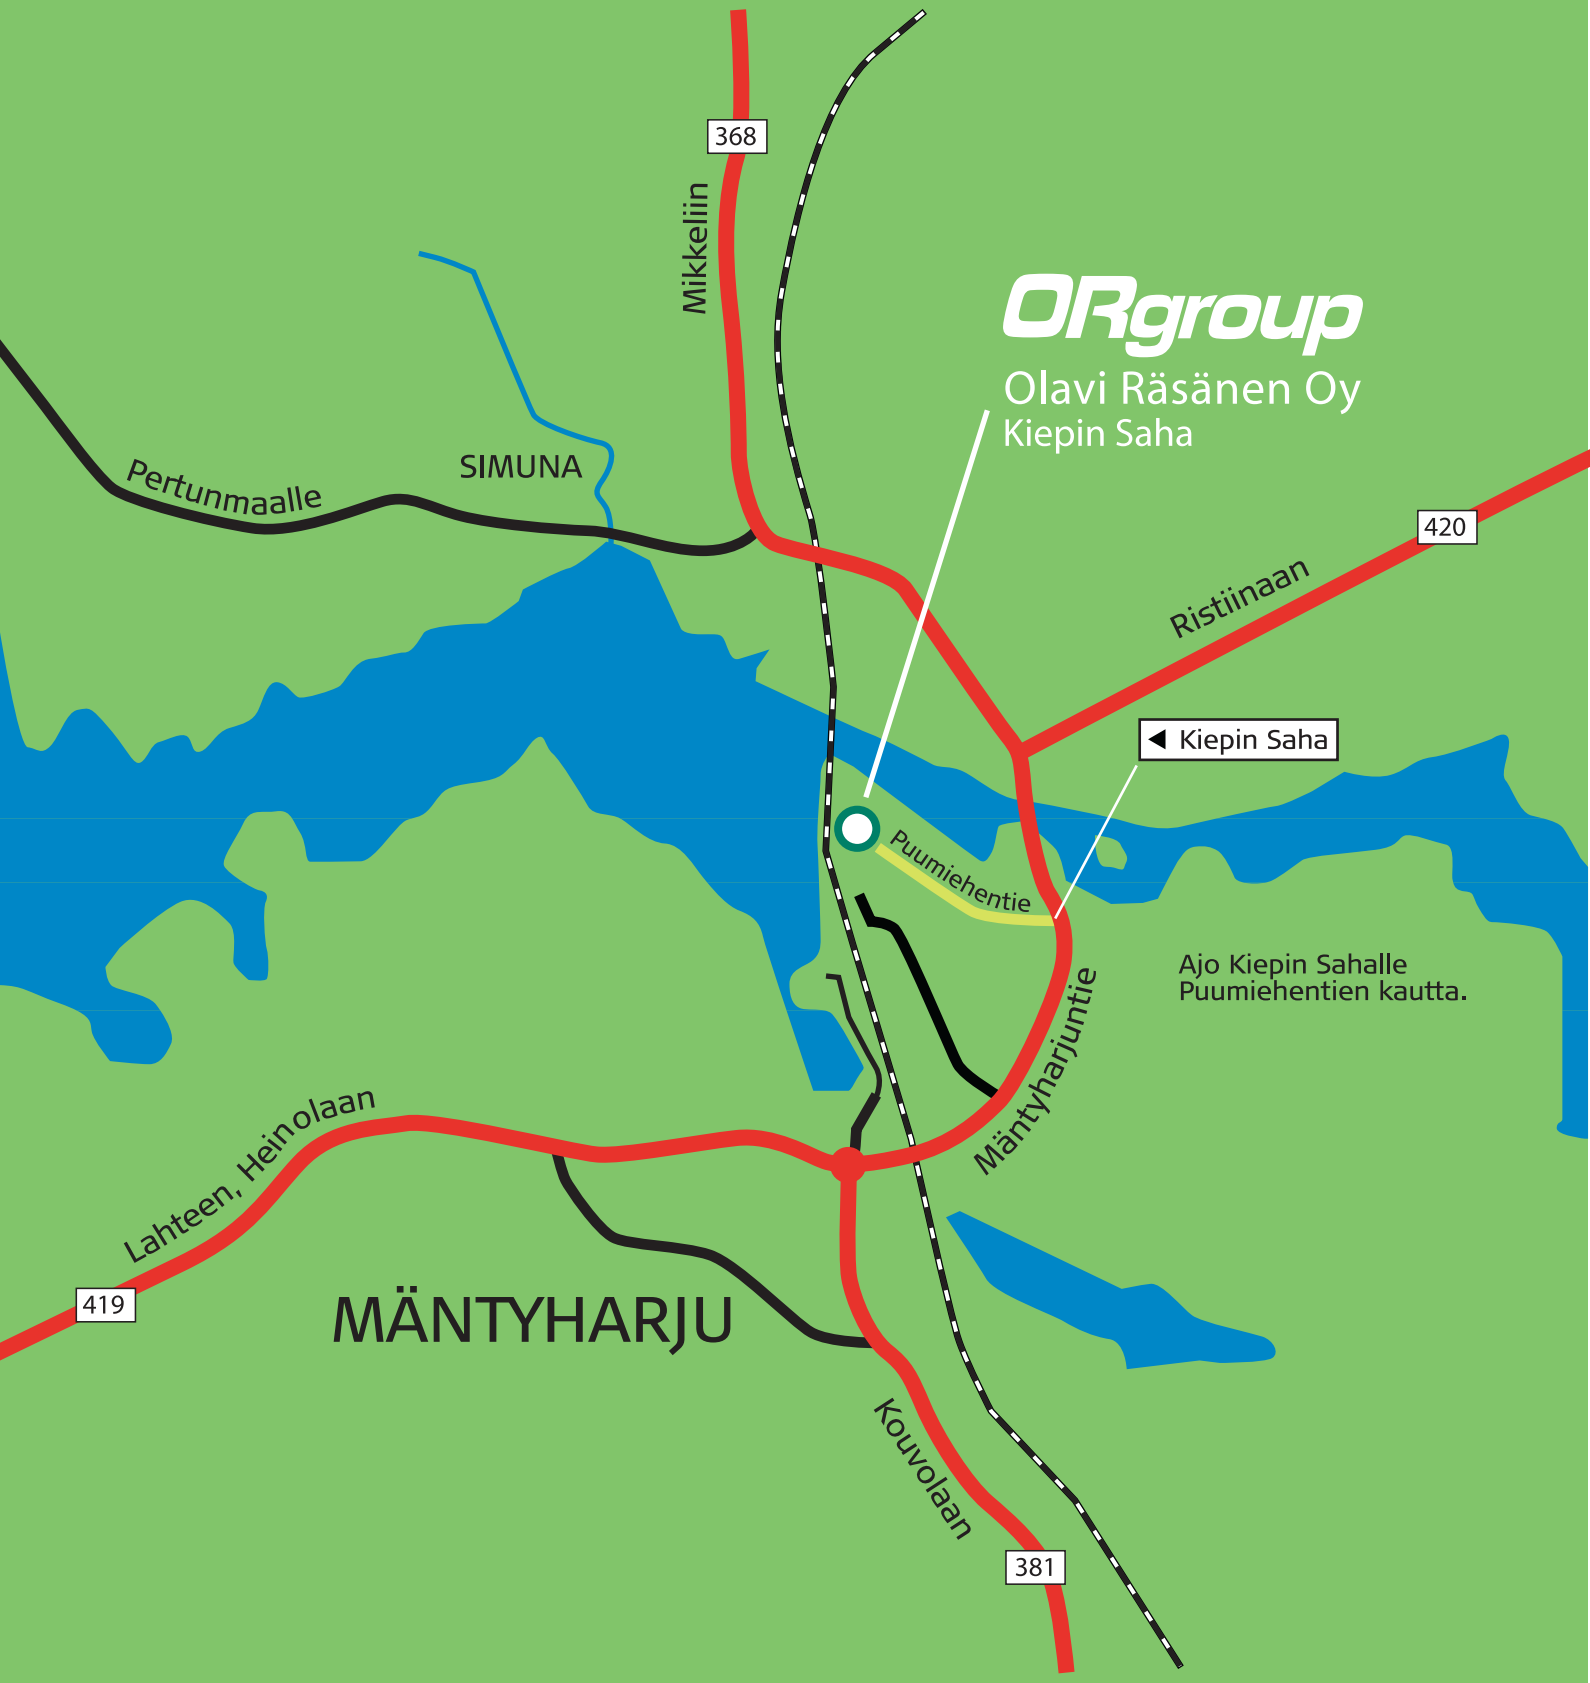 368
Mikkeliin
ORgroup
Olavi Räsänen Oy
Kiepin Saha
SIMUNA
Pertunmaalle
420
Ristiinaan
Kiepin Saha
Puumiehentie
Ajo Kiepin Sahalle
Puumiehentien kautta.
Mäntyharjuntie
Lahteen, Heinolaan
419
MÄNTYHARJU
Kouvolaan
381